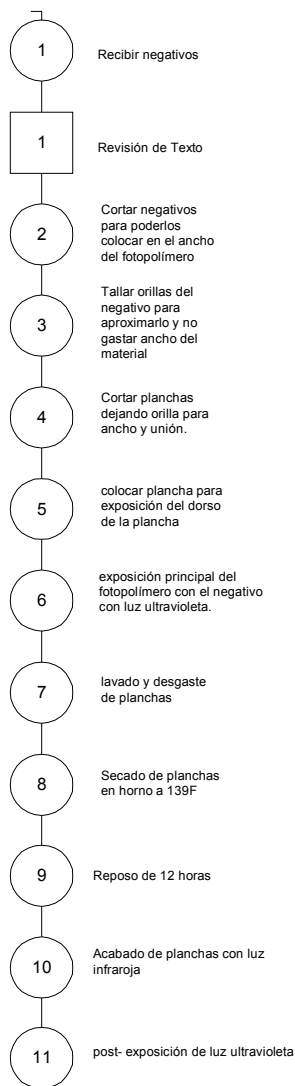 1
Recibir negativos
1
Revisión de Texto
2
Cortar negativos
para poderlos
colocar en el ancho
del fotopolímero
3
Tallar orillas del
negativo para
aproximarlo y no
gastar ancho del
material
4
Cortar planchas
dejando orilla para
ancho y unión.
5
colocar plancha para
exposición del dorso
de la plancha
6
exposición principal del
fotopolímero con el negativo
con luz ultravioleta.
7
lavado y desgaste
de planchas
8
Secado de planchas
en horno a 139F
9
Reposo de 12 horas
10
Acabado de planchas con luz
infraroja
11
post- exposición de luz ultravioleta